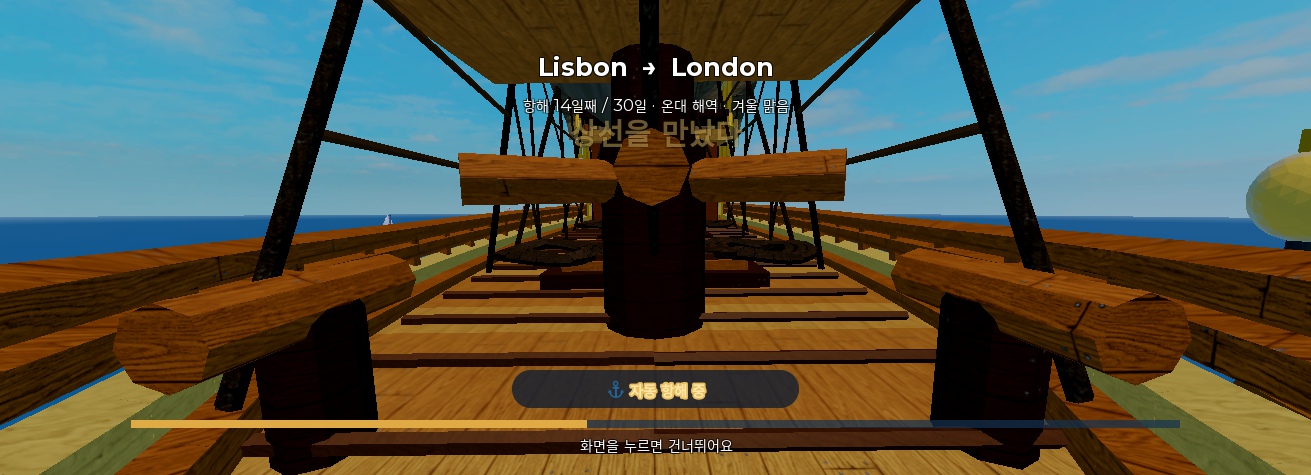 Lisbon → London
항해 14일째 / 30일 · 온대 해역 · 겨울 맑음
상선을 만났다
⚓ 자동 항해 중
화면을 누르면 건너뛰어요